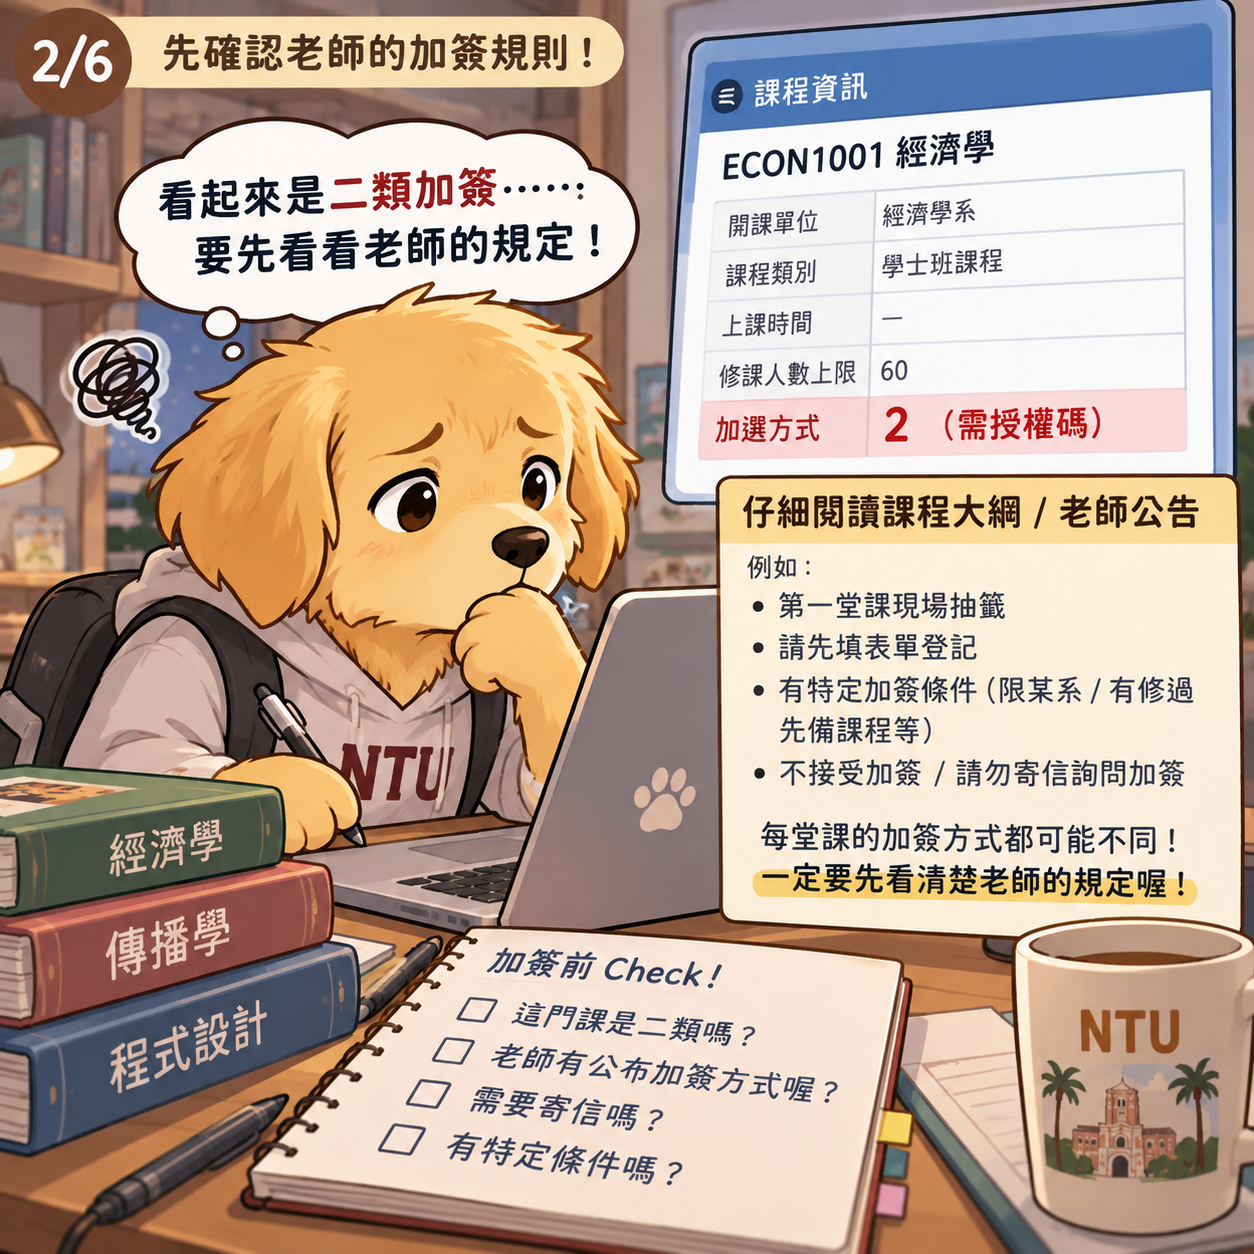 2/6
先確認老師的加簽規則！
看起來是二類加簽……：
要先看看老師的規定！
課程資訊
ECON1001 經濟學
開課單位 經濟學系
課程類別 學士班課程
上課時間 —
修課人數上限 60
加選方式 2（需授權碼）
仔細閱讀課程大綱 / 老師公告
例如：
• 第一堂課現場抽籤
• 請先填表單登記
• 有特定加簽條件（限某系 / 有修過
先備課程等）
• 不接受加簽 / 請勿寄信詢問加簽
每堂課的加簽方式都可能不同！
一定要先看清楚老師的規定喔！
NTU
經濟學
傳播學
程式設計
加簽前 Check！
□ 這門課是二類嗎？
□ 老師有公布加簽方式喔？
□ 需要寄信嗎？
□ 有特定條件嗎？
NTU